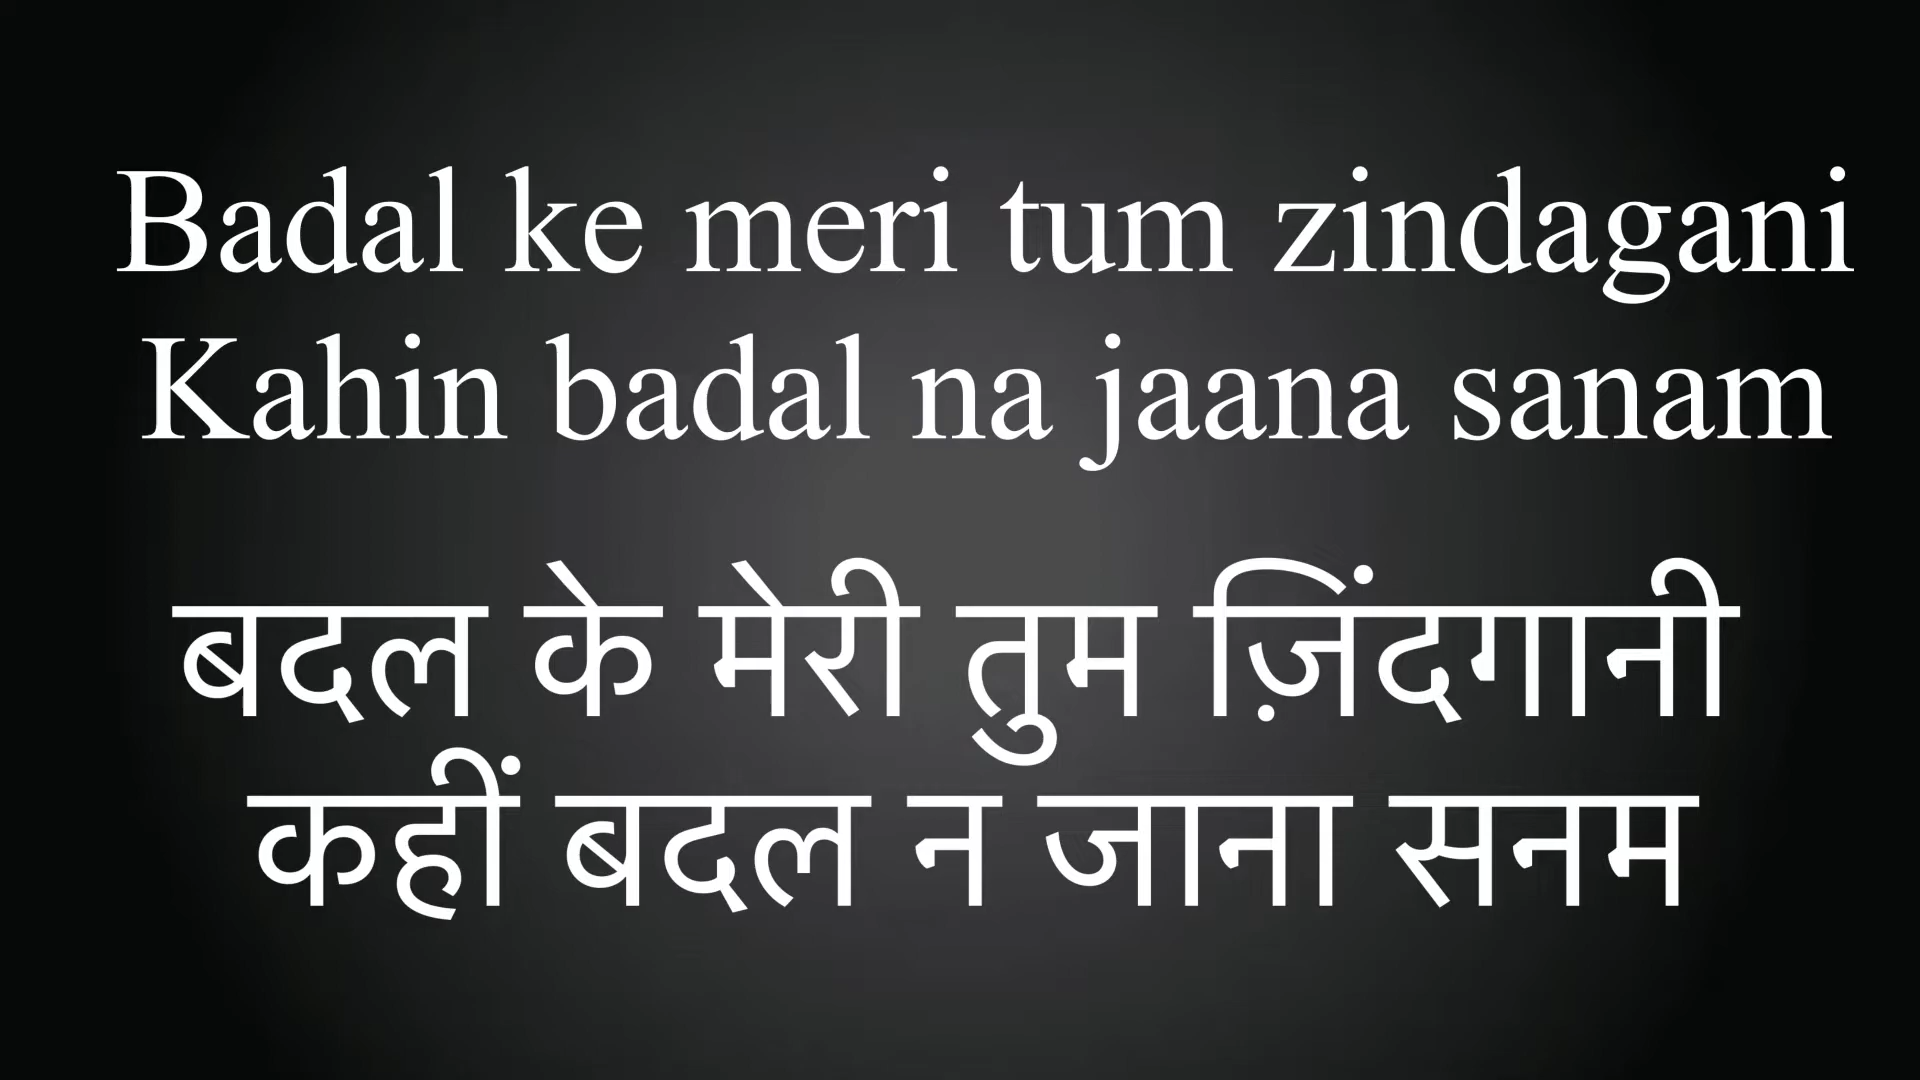 Badal ke meri tum zindagani
Kahin badal na jaana sanam
बदल के मेरी तुम ज़िंदगानी
कहीं बदल न जाना सनम